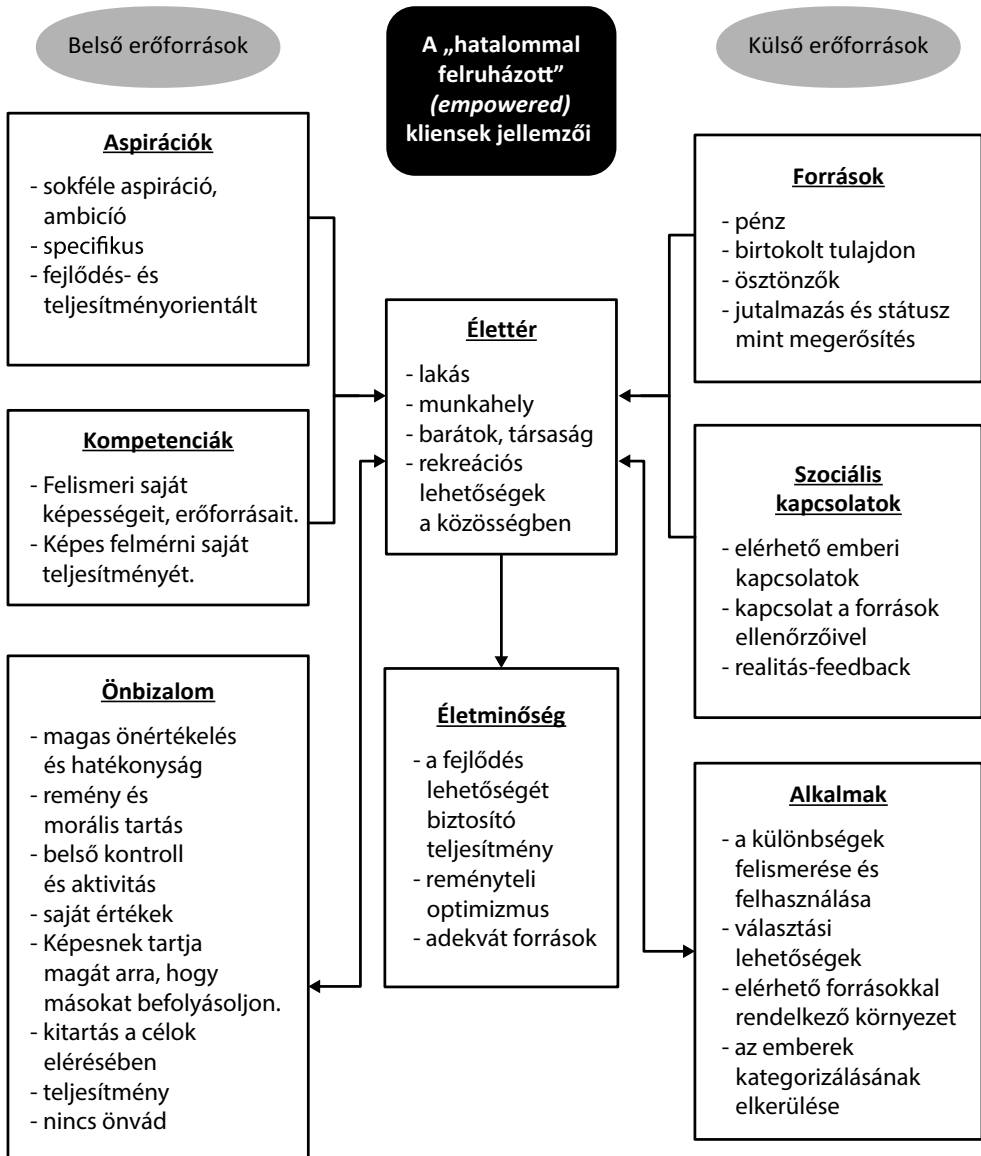 Belső erőforrások
A „hatalommal
felruházott”
(empowered)
kliensek jellemzői
Külső erőforrások
Aspirációk
- sokféle aspiráció,
ambicíó
- specifikus
- fejlődés- és
teljesítményorientált
Kompetenciák
- Felismeri saját
képességeit, erőforrásait.
- Képes felmérni saját
teljesítményét.
Önbizalom
- magas önértékelés
és hatékonyság
- remény és
morális tartás
- belső kontroll
és aktivitás
- saját értékek
- Képesnek tartja
magát arra, hogy
másokat befolyásoljon.
- kitartás a célok
elérésében
- teljesítmény
- nincs önvád
Élettér
- lakás
- munkahely
- barátok, társaság
- rekreációs
lehetőségek
a közösségben
Életminőség
- a fejlődés
lehetőségét
biztosító
teljesítmény
- reményteli
optimizmus
- adekvát források
Források
- pénz
- birtokolt tulajdon
- ösztönzők
- jutalmazás és státusz
mint megerősítés
Szociális
kapcsolatok
- elérhető emberi
kapcsolatok
- kapcsolat a források
ellenőrzőivel
- realitás-feedback
Alkalmak
- a különbségek
felismerése és
felhasználása
- választási
lehetőségek
- elérhető forrásokkal
rendelkező környezet
- az emberek
kategorizálásának
elkerülése